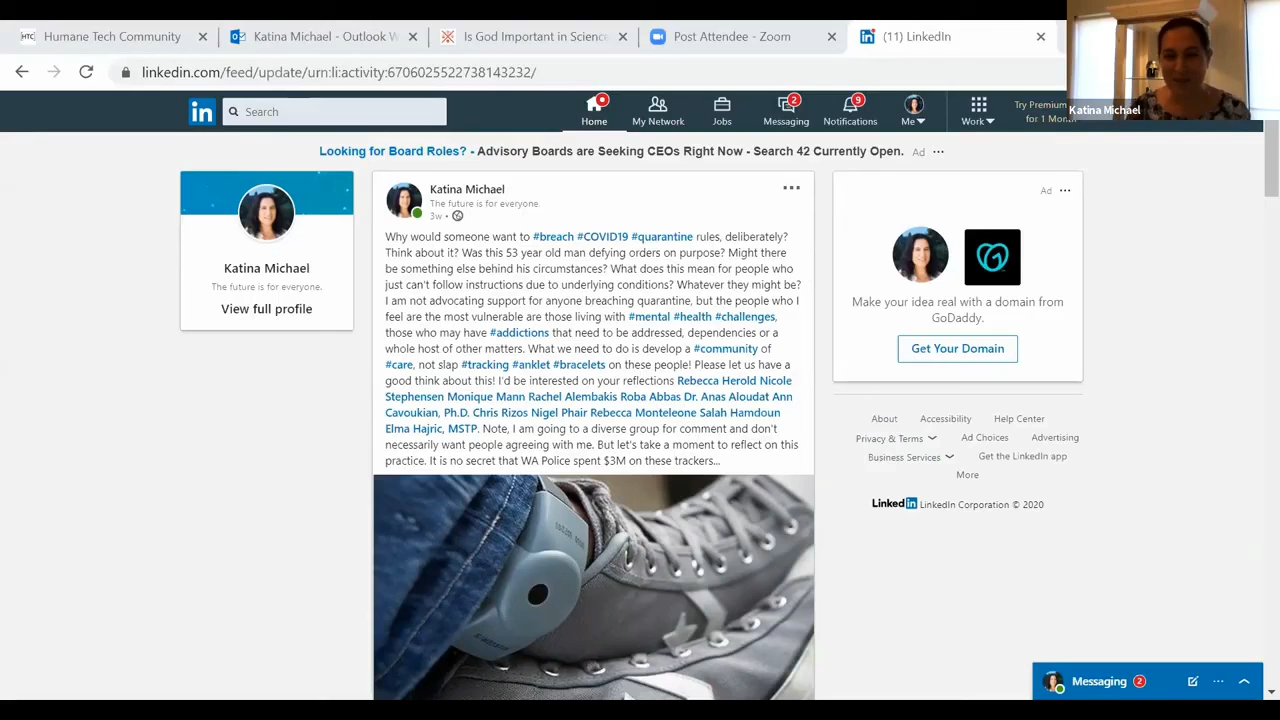 HTC Humane Tech Community
Katina Michael - Outlook W
Is God Important in Science
Post Attendee - Zoom
(11) LinkedIn
linkedin.com/feed/update/urn:li:activity:6706025522738143232/
Katina Michael
in Search
Home
My Network
Jobs
2 Messaging
9 Notifications
Me
Work
Try Premium
for 1 Mon
Looking for Board Roles? - Advisory Boards are Seeking CEOs Right Now - Search 42 Currently Open. Ad ...
Katina Michael
The future is for everyone.
View full profile
Katina Michael
The future is for everyone.
3w •
Why would someone want to #breach #COVID19 #quarantine rules, deliberately?
Think about it? Was this 53 year old man defying orders on purpose? Might there
be something else behind his circumstances? What does this mean for people who
just can't follow instructions due to underlying conditions? Whatever they might be?
I am not advocating support for anyone breaching quarantine, but the people who I
feel are the most vulnerable are those living with #mental #health #challenges,
those who may have #addictions that need to be addressed, dependencies or a
whole host of other matters. What we need to do is develop a #community of
#care, not slap #tracking #anklet #bracelets on these people! Please let us have a
good think about this! I'd be interested on your reflections Rebecca Herold Nicole
Stephensen Monique Mann Rachel Alembakis Roba Abbas Dr. Anas Aloudat Ann
Cavoukian, Ph.D. Chris Rizos Nigel Phair Rebecca Monteleone Salah Hamdoun
Elma Hajric, MSTP. Note, I am going to a diverse group for comment and don't
necessarily want people agreeing with me. But let's take a moment to reflect on this
practice. It is no secret that WA Police spent $3M on these trackers...
Ad ...
Make your idea real with a domain from
GoDaddy.
Get Your Domain
About Accessibility Help Center
Privacy & Terms Ad Choices Advertising
Business Services Get the LinkedIn app
More
LinkedIn LinkedIn Corporation © 2020
Messaging 2